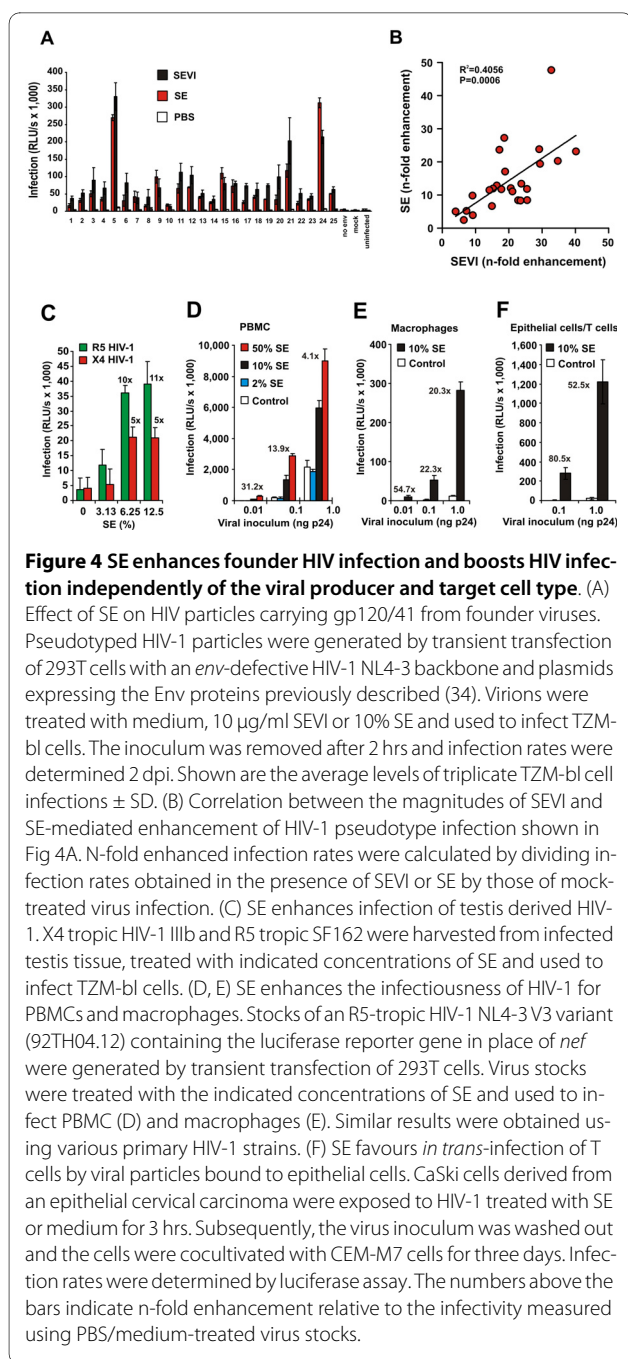 A
B
Infection (RLU/s x 1,000)
400
350
300
250
200
150
100
50
0
SEVI
SE
PBS
1 2 3 4 5 6 7 8 9 10 11 12 13 14 15 16 17 18 19 20 21 22 23 24 25 no env mock uninfected
SE (n-fold enhancement)
50
40
30
20
10
0
R²=0.4056
P=0.0006
0 10 20 30 40 50
SEVI (n-fold enhancement)
C
D
E
F
Infection (RLU/s x 1,000)
50
45
40
35
30
25
20
15
10
5
0
R5 HIV-1
X4 HIV-1
10x
11x
5x
5x
0 3.13 6.25 12.5
SE (%)
PBMC
Infection (RLU/s x 1,000)
10,000
8,000
6,000
4,000
2,000
0
50% SE
10% SE
2% SE
Control
31.2x
13.9x
4.1x
0.01 0.1 1.0
Viral inoculum (ng p24)
Macrophages
Infection (RLU/s x 1,000)
400
300
200
100
0
10% SE
Control
54.7x
22.3x
20.3x
0.01 0.1 1.0
Viral inoculum (ng p24)
Epithelial cells/T cells
Infection (RLU/s x 1,000)
1,600
1,400
1,200
1,000
800
600
400
200
0
10% SE
Control
80.5x
52.5x
0.1 1.0
Viral inoculum (ng p24)
Figure 4 SE enhances founder HIV infection and boosts HIV infec-
tion independently of the viral producer and target cell type. (A)
Effect of SE on HIV particles carrying gp120/41 from founder viruses.
Pseudotyped HIV-1 particles were generated by transient transfection
of 293T cells with an env-defective HIV-1 NL4-3 backbone and plasmids
expressing the Env proteins previously described (34). Virions were
treated with medium, 10 μg/ml SEVI or 10% SE and used to infect TZM-
bl cells. The inoculum was removed after 2 hrs and infection rates were
determined 2 dpi. Shown are the average levels of triplicate TZM-bl cell
infections ± SD. (B) Correlation between the magnitudes of SEVI and
SE-mediated enhancement of HIV-1 pseudotype infection shown in
Fig 4A. N-fold enhanced infection rates were calculated by dividing in-
fection rates obtained in the presence of SEVI or SE by those of mock-
treated virus infection. (C) SE enhances infection of testis derived HIV-
1. X4 tropic HIV-1 IIIb and R5 tropic SF162 were harvested from infected
testis tissue, treated with indicated concentrations of SE and used to
infect TZM-bl cells. (D, E) SE enhances the infectiousness of HIV-1 for
PBMCs and macrophages. Stocks of an R5-tropic HIV-1 NL4-3 V3 variant
(92TH04.12) containing the luciferase reporter gene in place of nef
were generated by transient transfection of 293T cells. Virus stocks
were treated with the indicated concentrations of SE and used to in-
fect PBMC (D) and macrophages (E). Similar results were obtained us-
ing various primary HIV-1 strains. (F) SE favours in trans-infection of T
cells by viral particles bound to epithelial cells. CaSki cells derived from
an epithelial cervical carcinoma were exposed to HIV-1 treated with SE
or medium for 3 hrs. Subsequently, the virus inoculum was washed out
and the cells were cocultivated with CEM-M7 cells for three days. Infec-
tion rates were determined by luciferase assay. The numbers above the
bars indicate n-fold enhancement relative to the infectivity measured
using PBS/medium-treated virus stocks.